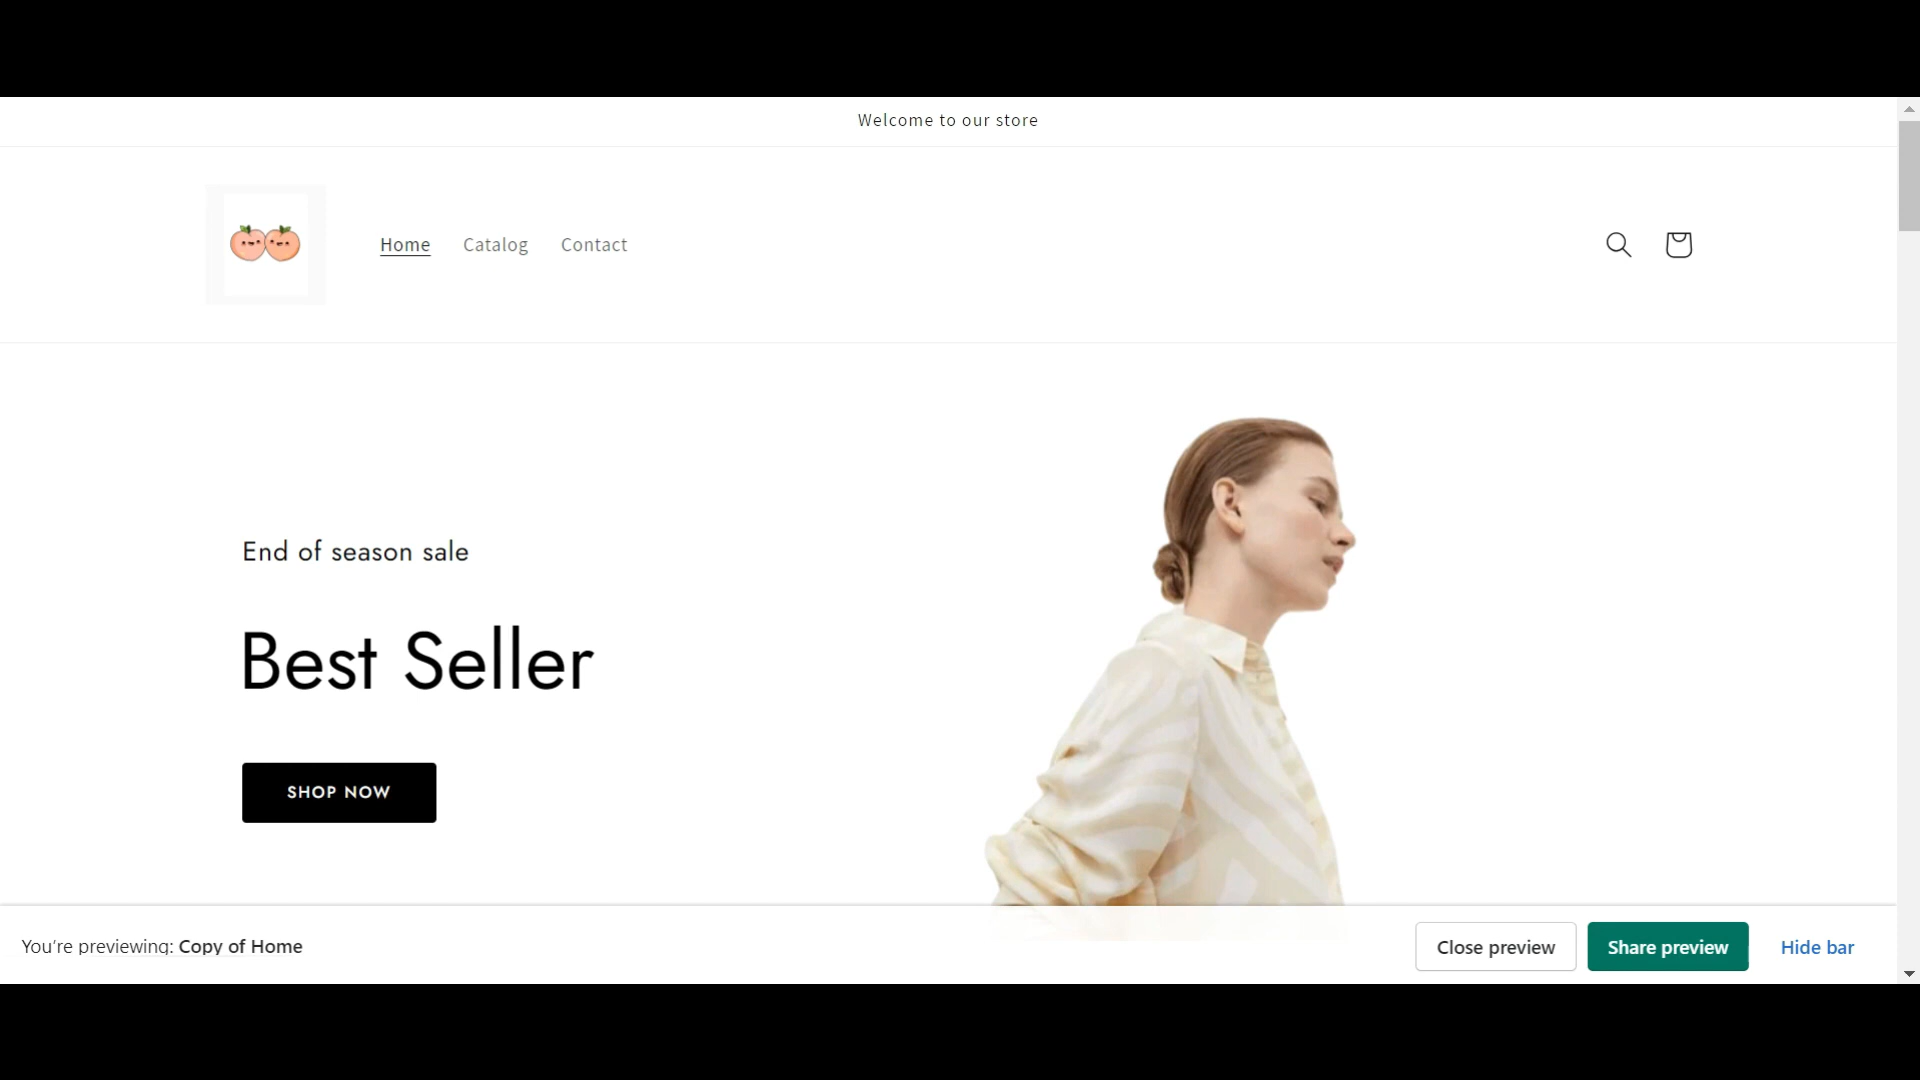 Welcome to our store
Home Catalog Contact
End of season sale
Best Seller
SHOP NOW
You're previewing: Copy of Home
Close preview
Share preview
Hide bar